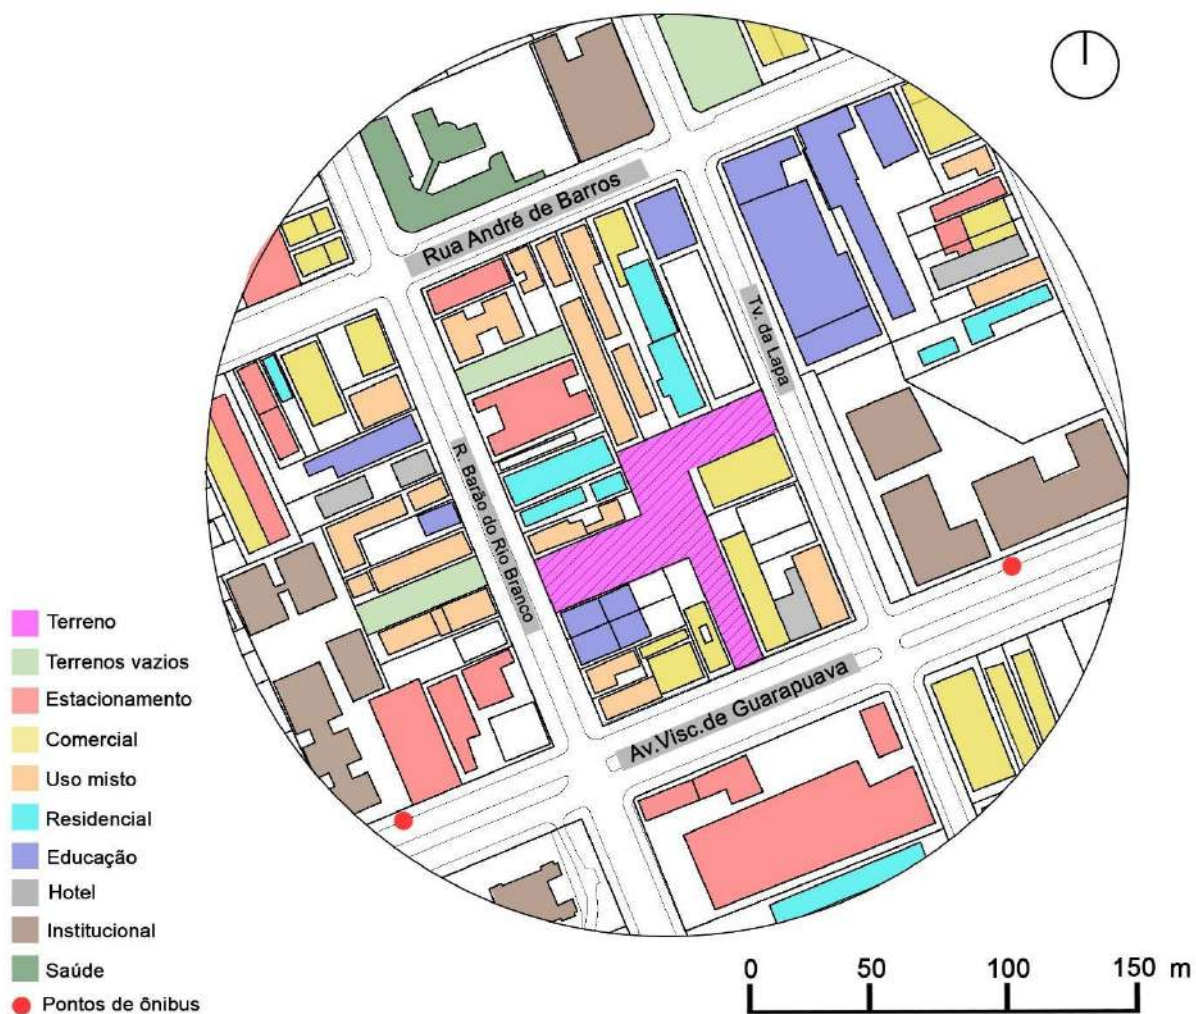 Rua André de Barros
Tv. da Lapa
R. Barão do Rio Branco
Av.Visc.de Guarapuava
Terreno
Terrenos vazios
Estacionamento
Comercial
Uso misto
Residencial
Educação
Hotel
Institucional
Saúde
Pontos de ônibus
0 50 100 150 m